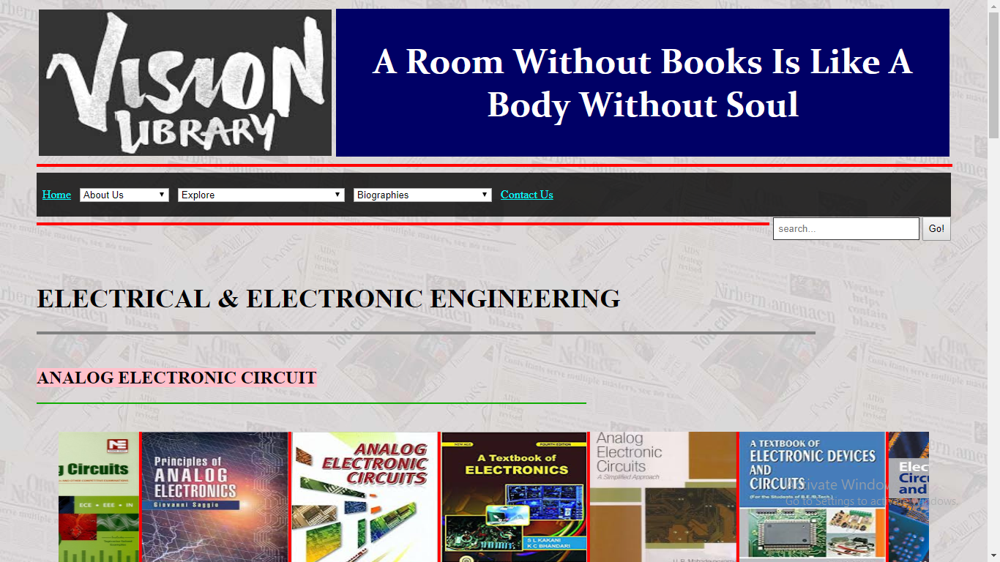 VISION
LIBRARY
A Room Without Books Is Like A
Body Without Soul
Home About Us Explore Biographies Contact Us
search... Go!
ELECTRICAL & ELECTRONIC ENGINEERING
ANALOG ELECTRONIC CIRCUIT
Circuits
ECE • EEE • IN
Principles of
ANALOG
ELECTRONICS
Giovanni Saggio
ANALOG
ELECTRONIC
CIRCUITS
NEW AGE FOURTH EDITION
A Textbook of
ELECTRONICS
S L KAKANI
K C BHANDARI
Analog
Electronic
Circuits
A Simplified Approach
A TEXTBOOK OF
ELECTRONIC DEVICES
AND
CIRCUITS
(For the Students of B.E./B.Tech.)
Elec
Circu
and
Activate Windows
Go to Settings to activate Windows.